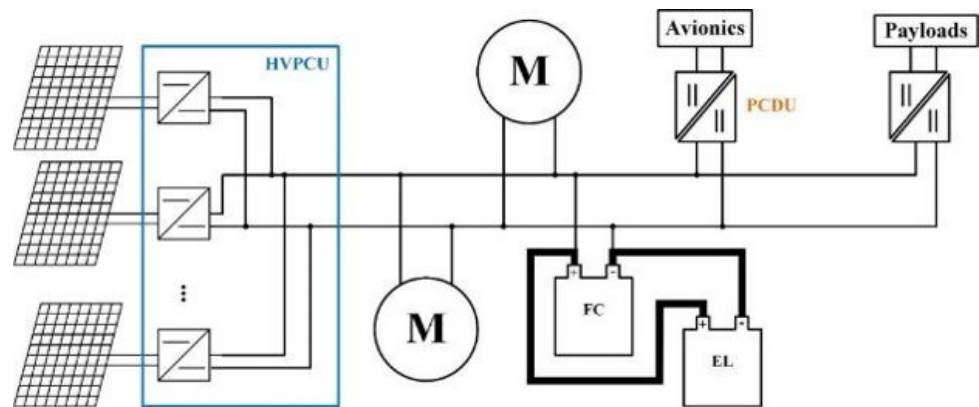 Avionics
Payloads
HVPCU
M
PCDU
M
+ -
FC
+ -
EL